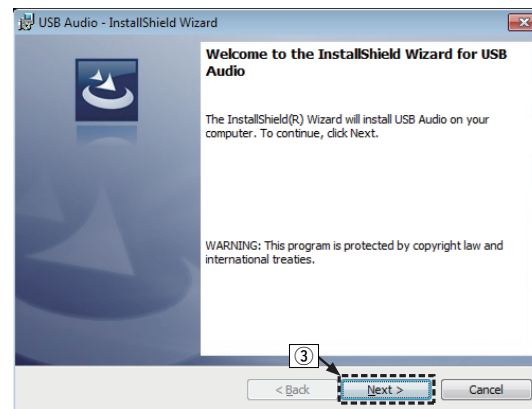 USB Audio - InstallShield Wizard
Welcome to the InstallShield Wizard for USB
Audio
The InstallShield(R) Wizard will install USB Audio on your
computer. To continue, click Next.
WARNING: This program is protected by copyright law and
international treaties.
③
< Back Next > Cancel